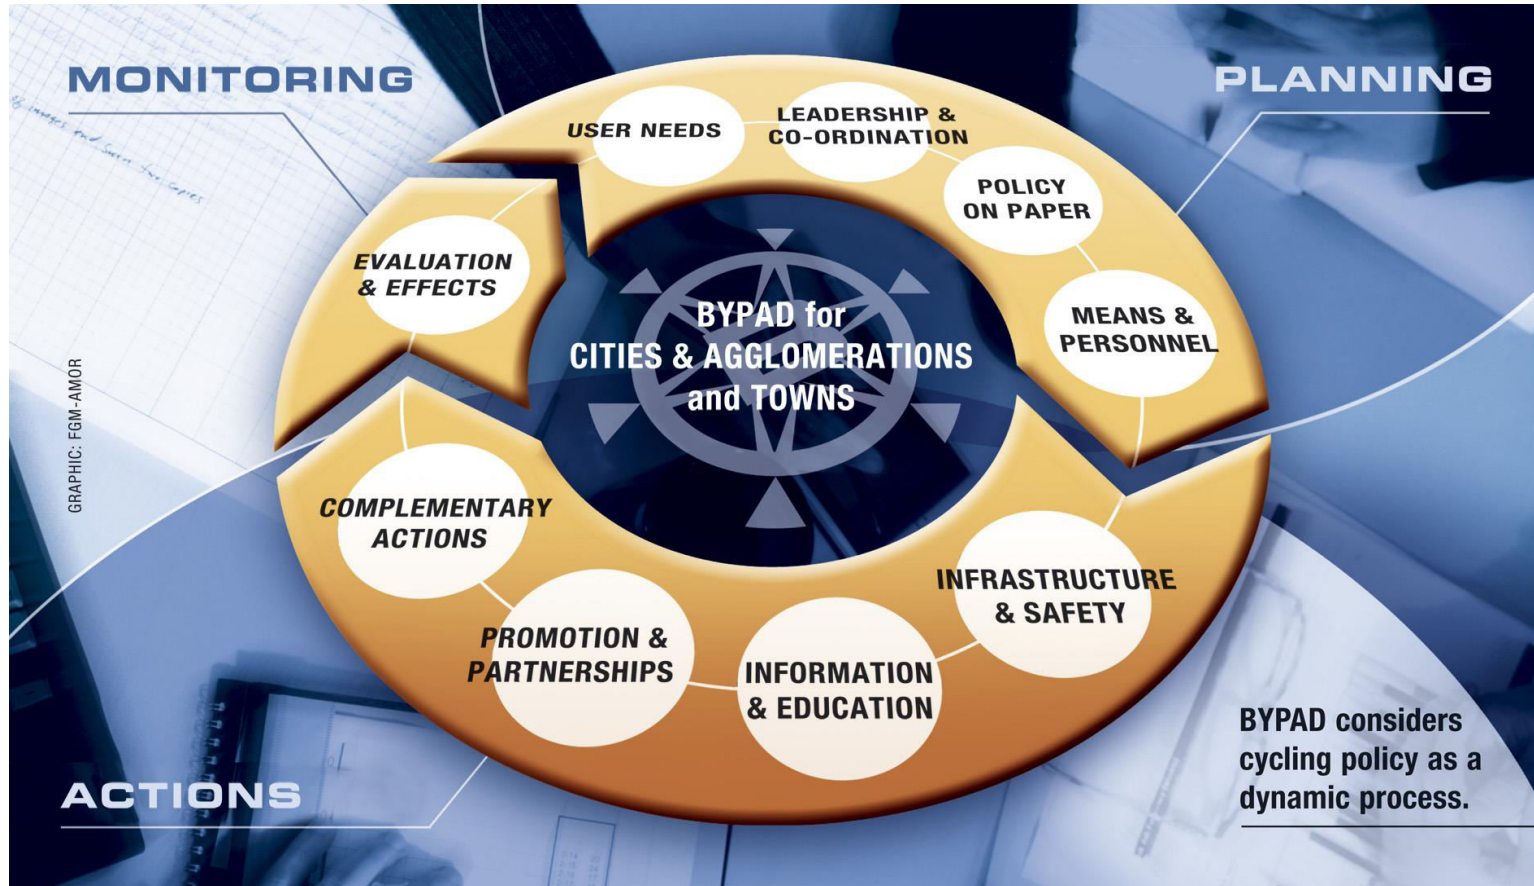 MONITORING
PLANNING
USER NEEDS
LEADERSHIP &
CO-ORDINATION
POLICY
ON PAPER
MEANS &
PERSONNEL
EVALUATION
& EFFECTS
BYPAD for
CITIES & AGGLOMERATIONS
and TOWNS
GRAPHIC: FGM-AMOR
COMPLEMENTARY
ACTIONS
INFRASTRUCTURE
& SAFETY
PROMOTION &
PARTNERSHIPS
INFORMATION
& EDUCATION
ACTIONS
BYPAD considers
cycling policy as a
dynamic process.